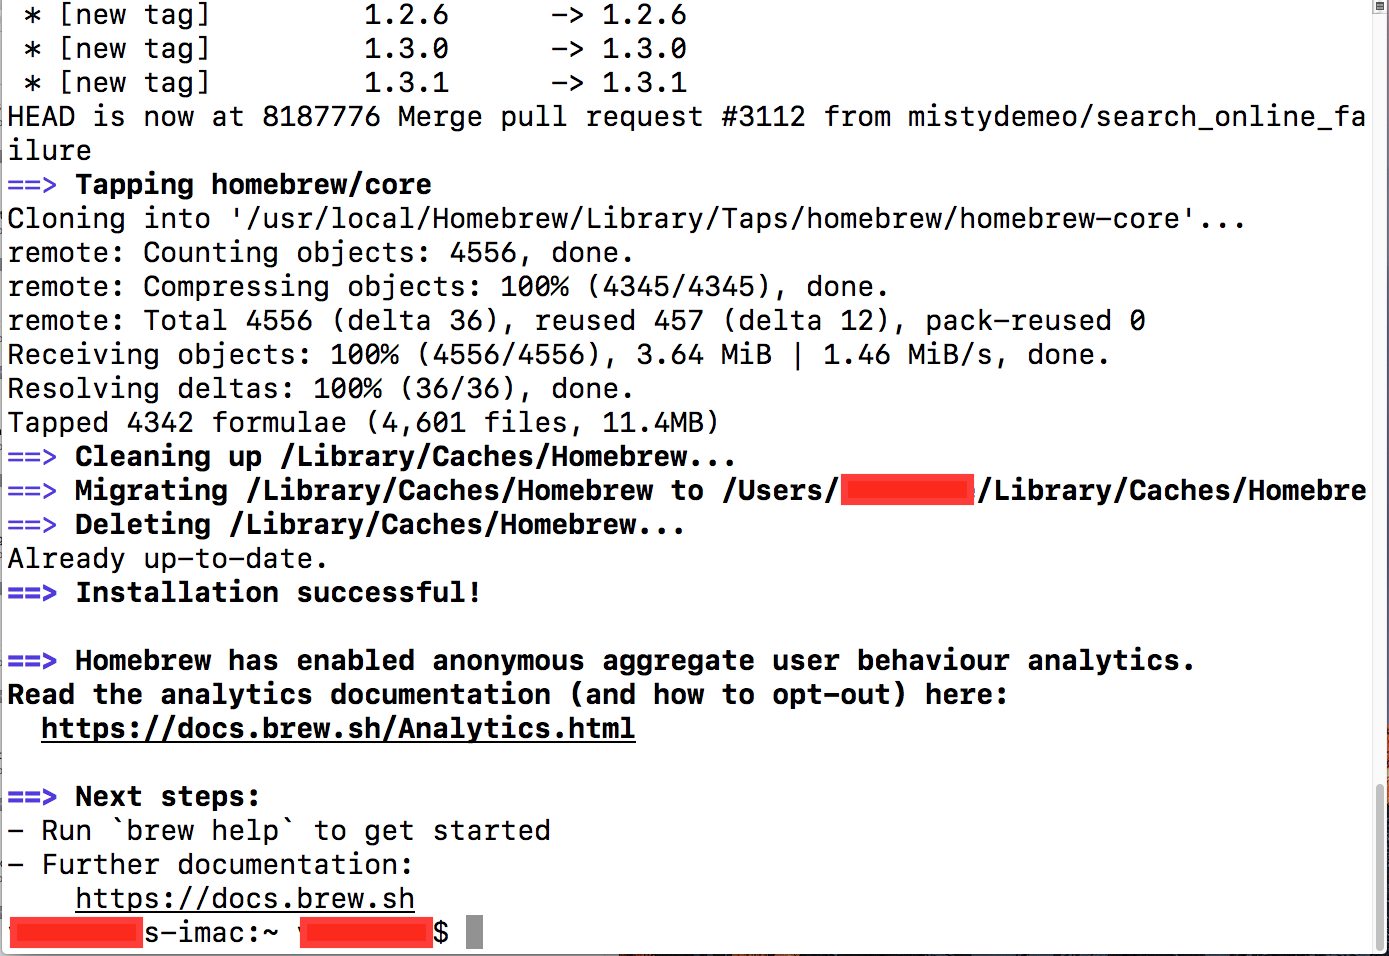 * [new tag]         1.2.6      -> 1.2.6
* [new tag]         1.3.0      -> 1.3.0
* [new tag]         1.3.1      -> 1.3.1
HEAD is now at 8187776 Merge pull request #3112 from mistydemeo/search_online_fa
ilure
==> Tapping homebrew/core
Cloning into '/usr/local/Homebrew/Library/Taps/homebrew/homebrew-core'...
remote: Counting objects: 4556, done.
remote: Compressing objects: 100% (4345/4345), done.
remote: Total 4556 (delta 36), reused 457 (delta 12), pack-reused 0
Receiving objects: 100% (4556/4556), 3.64 MiB | 1.46 MiB/s, done.
Resolving deltas: 100% (36/36), done.
Tapped 4342 formulae (4,601 files, 11.4MB)
==> Cleaning up /Library/Caches/Homebrew...
==> Migrating /Library/Caches/Homebrew to /Users/ /Library/Caches/Homebre
==> Deleting /Library/Caches/Homebrew...
Already up-to-date.
==> Installation successful!
==> Homebrew has enabled anonymous aggregate user behaviour analytics.
Read the analytics documentation (and how to opt-out) here:
https://docs.brew.sh/Analytics.html
==> Next steps:
- Run `brew help` to get started
- Further documentation:
https://docs.brew.sh
s-imac:~ $